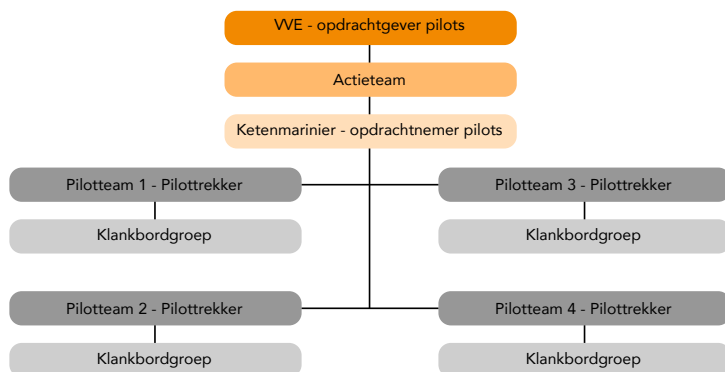 VVE - opdrachtgever pilots
Actieteam
Ketenmarinier - opdrachtnemer pilots
Pilotteam 1 - Pilottrekker
Pilotteam 3 - Pilottrekker
Klankbordgroep
Klankbordgroep
Pilotteam 2 - Pilottrekker
Pilotteam 4 - Pilottrekker
Klankbordgroep
Klankbordgroep